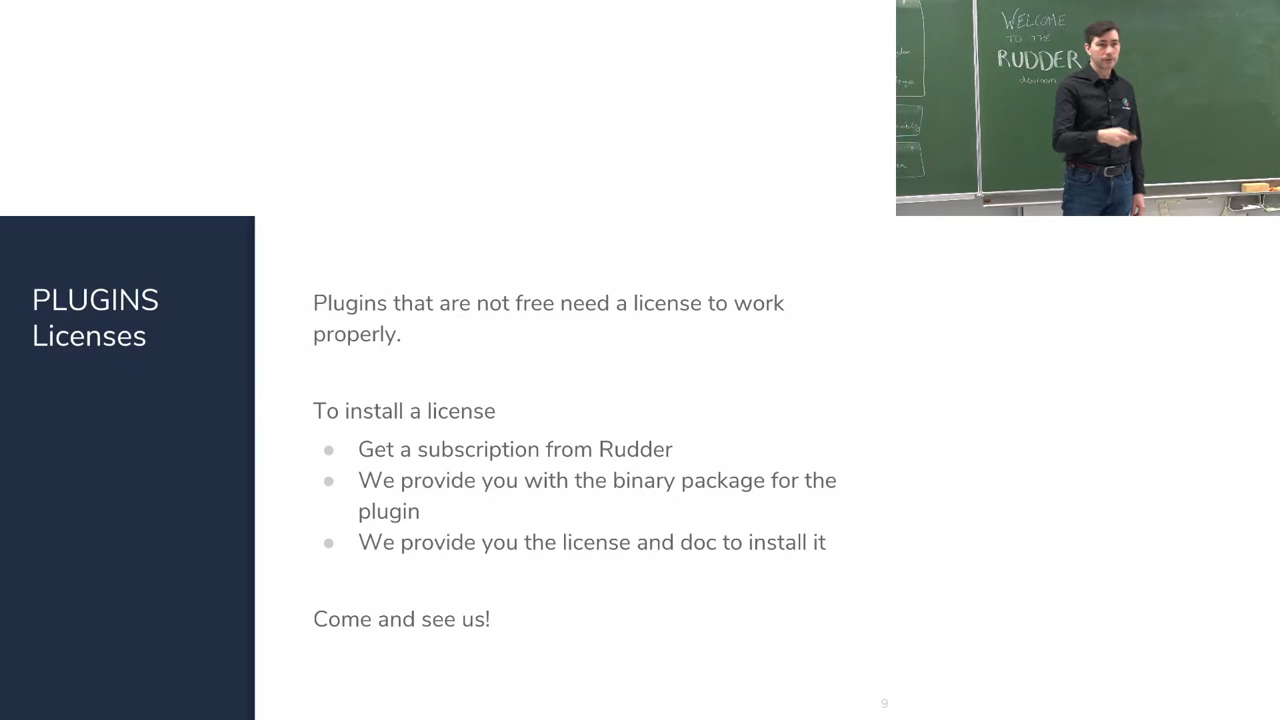 WELCOME
TO THE
RUDDER
devroom
PLUGINS
Licenses
Plugins that are not free need a license to work
properly.
To install a license
Get a subscription from Rudder
We provide you with the binary package for the
plugin
We provide you the license and doc to install it
Come and see us!
9